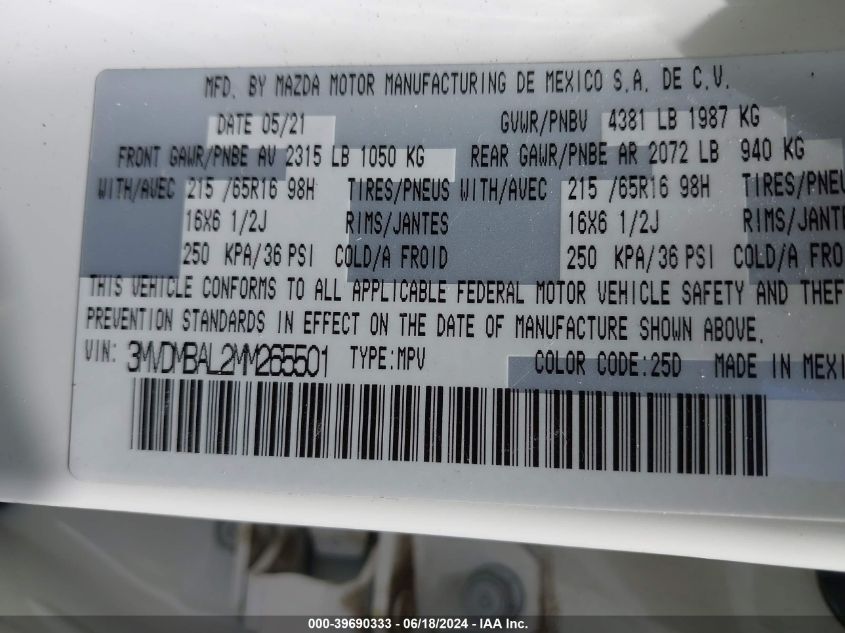 MFD. BY MAZDA MOTOR MANUFACTURING DE MEXICO S.A. DE C.V.
DATE 05/21 GVWR/PNBV 4381 LB 1987 KG
FRONT GAWR/PNBE AV 2315 LB 1050 KG REAR GAWR/PNBE AR 2072 LB 940 KG
WITH/AVEC 215 /65R16 98H TIRES/PNEUS WITH/AVEC 215 /65R16 98H TIRES/PNEU
16X6 1/2J RIMS/JANTES 16X6 1/2J RIMS/JANTE
250 KPA/36 PSI COLD/A FROID 250 KPA/36 PSI COLD/A FRO
THIS VEHICLE CONFORMS TO ALL APPLICABLE FEDERAL MOTOR VEHICLE SAFETY AND THEF
PREVENTION STANDARDS IN EFFECT ON THE DATE OF MANUFACTURE SHOWN ABOVE.
VIN: 3MVDMBAL2MM265501 TYPE:MPV COLOR CODE:25D MADE IN MEXI
000-39690333 - 06/18/2024 - IAA Inc.